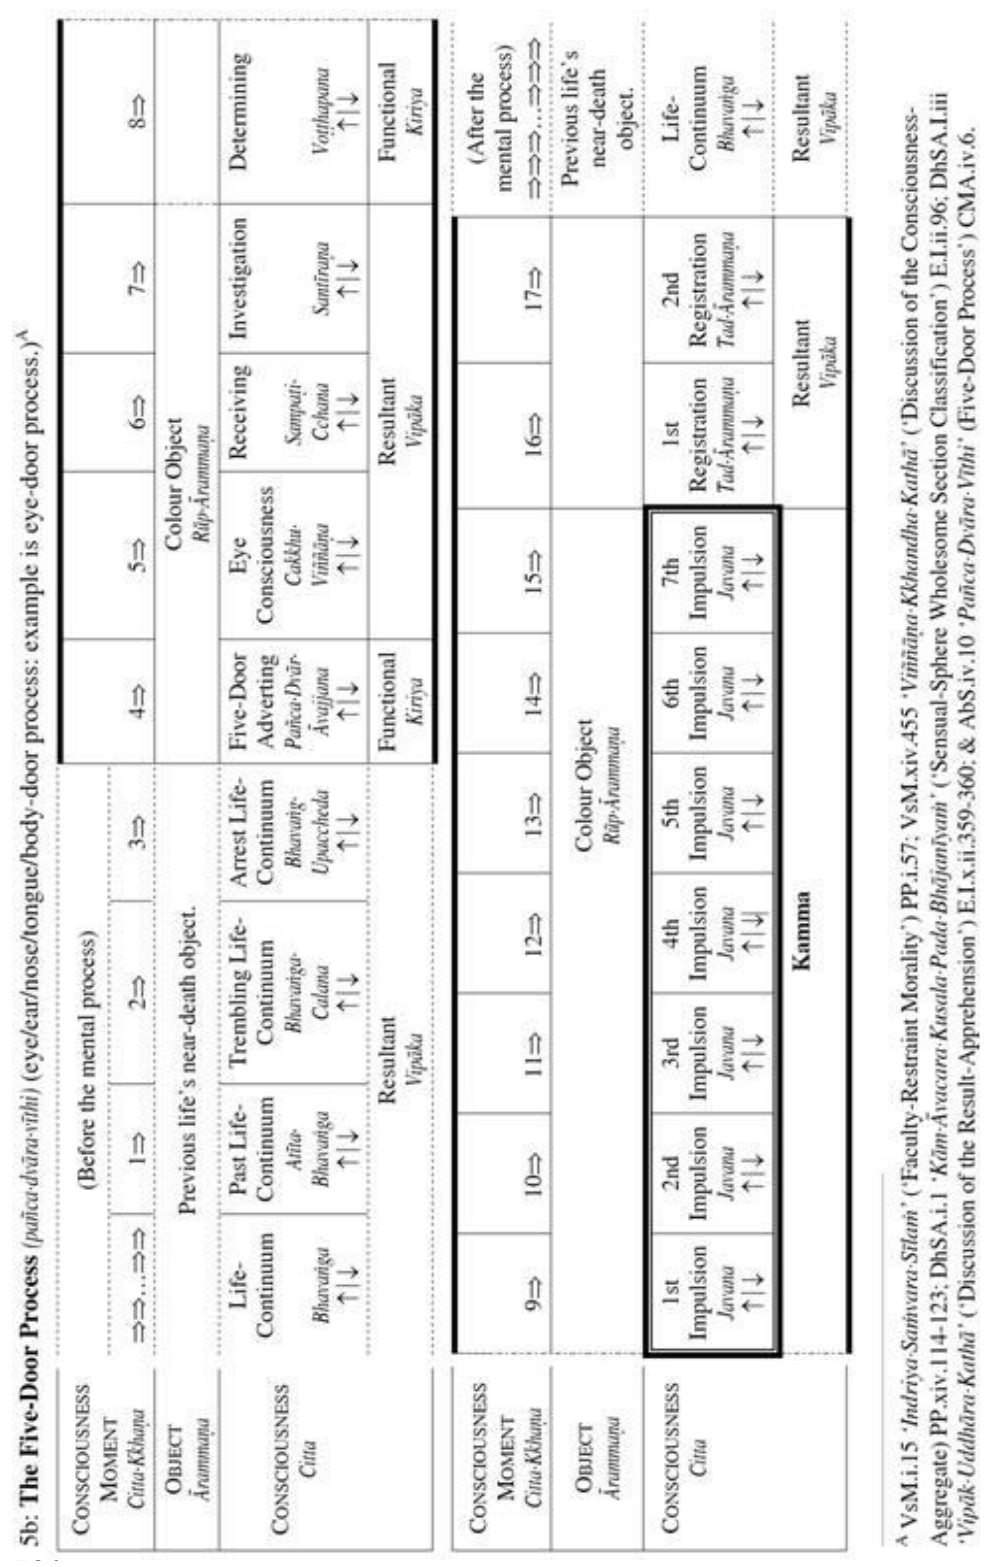 5b: The Five-Door Process (pañca·dvāra·vīthi) (eye/ear/nose/tongue/body-door process: example is eye-door process.)A
CONSCIOUSNESS
MOMENT
Citta·Kkhaṇa
(Before the mental process)
⇒⇒…⇒⇒ 1⇒ 2⇒ 3⇒ 4⇒ 5⇒ 6⇒ 7⇒ 8⇒
OBJECT
Ārammaṇa
Previous life's near-death object.
Colour Object
Rūp·Ārammaṇa
CONSCIOUSNESS
Citta
Life-
Continuum
Bhavaṅga
↑|↓
Past Life-
Continuum
Atīta-
Bhavaṅga
↑|↓
Trembling Life-
Continuum
Bhavaṅga·
Calana
↑|↓
Arrest Life-
Continuum
Bhavaṅg·
Upaccheda
↑|↓
Five-Door
Adverting
Pañca·Dvār·
Āvajjana
↑|↓
Eye
Consciousness
Cakkhu·
Viññāṇa
↑|↓
Receiving
Sampaṭi-
Cchana
↑|↓
Investigation
Santīraṇa
↑|↓
Determining
Voṭṭhapana
↑|↓
Resultant
Vipāka
Functional
Kiriya
Resultant
Vipāka
Functional
Kiriya
CONSCIOUSNESS
MOMENT
Citta·Kkhaṇa
9⇒ 10⇒ 11⇒ 12⇒ 13⇒ 14⇒ 15⇒ 16⇒ 17⇒
(After the
mental process)
⇒⇒⇒…⇒⇒⇒
OBJECT
Ārammaṇa
Colour Object
Rūp·Ārammaṇa
Previous life's
near-death
object.
CONSCIOUSNESS
Citta
1st
Impulsion
Javana
↑|↓
2nd
Impulsion
Javana
↑|↓
3rd
Impulsion
Javana
↑|↓
4th
Impulsion
Javana
↑|↓
5th
Impulsion
Javana
↑|↓
6th
Impulsion
Javana
↑|↓
7th
Impulsion
Javana
↑|↓
1st
Registration
Tad·Ārammaṇa
↑|↓
2nd
Registration
Tad·Ārammaṇa
↑|↓
Life-
Continuum
Bhavaṅga
↑|↓
Kamma
Resultant
Vipāka
Resultant
Vipāka
A VsM.i.15 'Indriya·Saṁvara·Sīlaṁ' ('Faculty-Restraint Morality') PP.i.57; VsM.xiv.455 'Viññāṇa·Kkhandha·Kathā' ('Discussion of the Consciousness-
Aggregate) PP.xiv.114-123; DhSA.i.1 'Kām·Āvacara·Kusala·Pada·Bhājanīyaṁ' ('Sensual-Sphere Wholesome Section Classification') E.I.ii.96; DhSA.I.iii
'Vipāk·Uddhāra·Kathā' ('Discussion of the Result-Apprehension') E.I.x.ii.359-360; & AbS.iv.10 'Pañca·Dvāra·Vīthi' (Five-Door Process') CMA.iv.6.